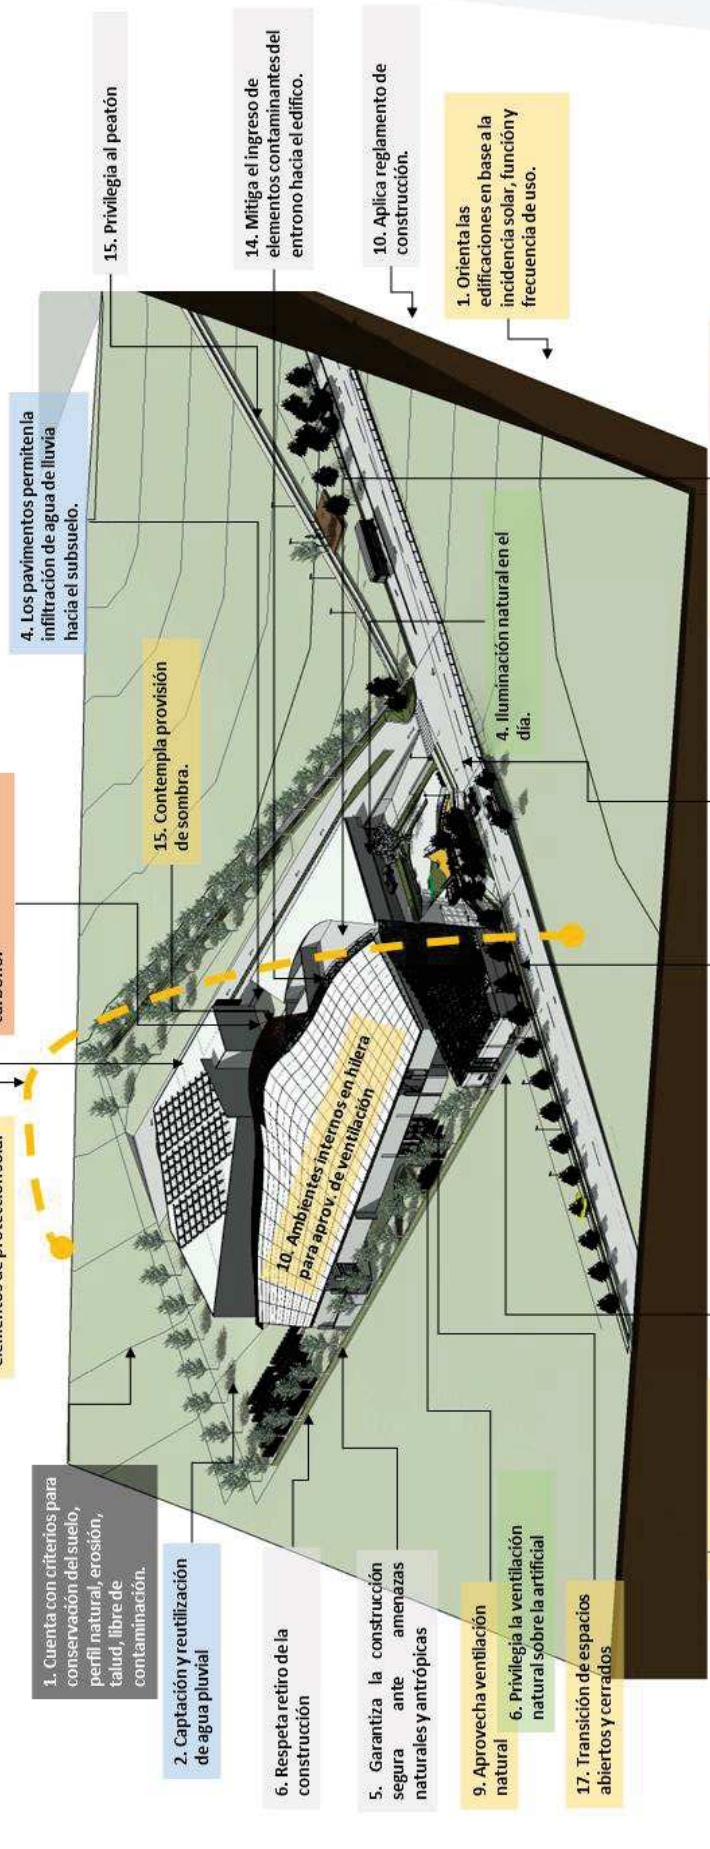 1. Cuenta con criterios para
conservación del suelo,
perfil natural, erosión,
talud, libre de
contaminación.
2. Captación y reutilización
de agua pluvial
6. Respeta retiro de la
construcción
5. Garantiza la construcción
segura ante amenazas
naturales y antrópicas
9. Aprovecha ventilación
natural
6. Privilegia la ventilación
natural sobre la artificial
17. Transición de espacios
abiertos y cerrados
10. Ambientes internos en hilera
para aprov. de ventilación
15. Contempla provisión
de sombra.
4. Los pavimentos permiten la
infiltración de agua de lluvia
hacia el subsuelo.
4. Iluminación natural en el
día.
15. Privilegia al peatón
14. Mitiga el ingreso de
elementos contaminantes del
entrono hacia el edifico.
10. Aplica reglamento de
construcción.
1. Orienta las
edificaciones en base a la
incidencia solar, función y
frecuencia de uso.